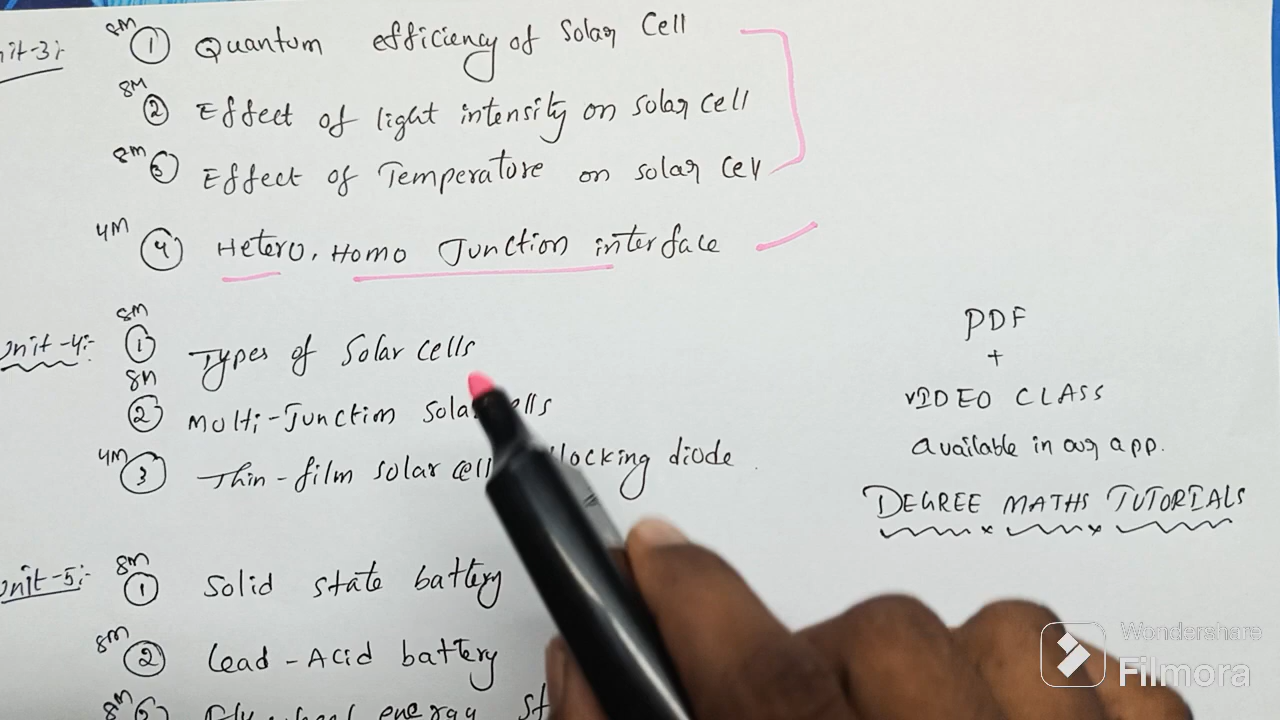 nit-3:-
8M ① Quantum efficiency of Solar Cell
8M ② Effect of light intensity on solar cell
8M ③ Effect of Temperature on solar cell
4M ④ Hetero, Homo Junction interface
Unit-4:-
8M ① Types of Solar cells
8M ② Multi-Junction Sola ells
4M ③ Thin-film solar cell locking diode.
PDF
+
VIDEO CLASS
available in our app.
DEGREE MATHS TUTORIALS
Unit-5:-
8M ① Solid state battery
8M ② Lead-Acid battery
8M energy st
Wondershare
Filmora